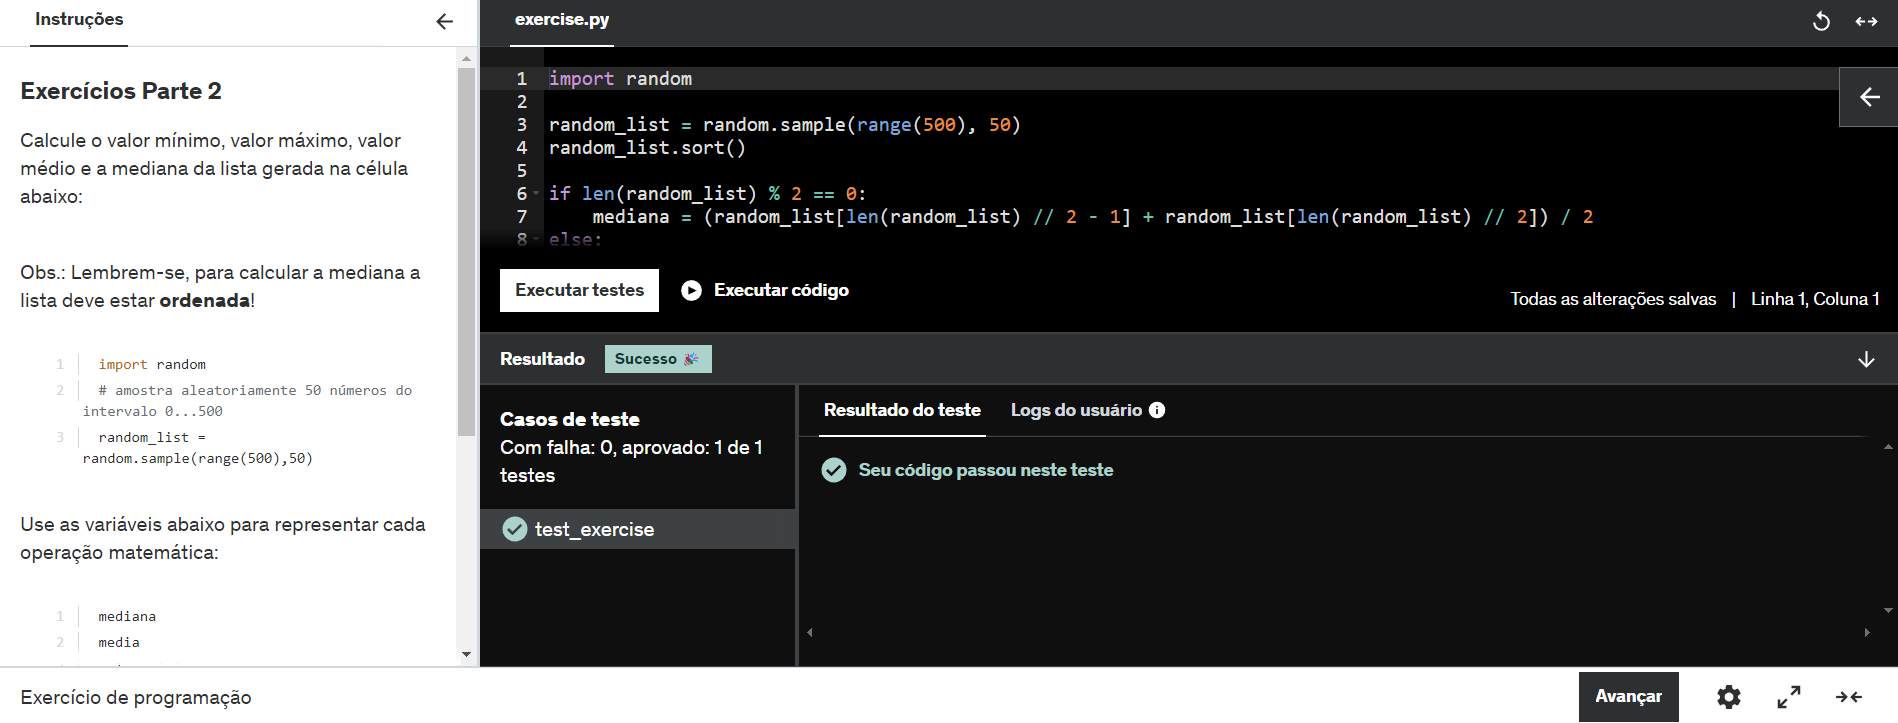 Instruções
Exercícios Parte 2
Calcule o valor mínimo, valor máximo, valor
médio e a mediana da lista gerada na célula
abaixo:
Obs.: Lembrem-se, para calcular a mediana a
lista deve estar ordenada!
1 import random
2 # amostra aleatoriamente 50 números do
intervalo 0...500
3 random_list =
random.sample(range(500),50)
Use as variáveis abaixo para representar cada
operação matemática:
1 mediana
2 media
exercise.py
1 import random
2
3 random_list = random.sample(range(500), 50)
4 random_list.sort()
5
6 if len(random_list) % 2 == 0:
7 mediana = (random_list[len(random_list) // 2 - 1] + random_list[len(random_list) // 2]) / 2
8 else:
Executar testes
Executar código
Todas as alterações salvas | Linha 1, Coluna 1
Resultado
Sucesso 🎉
Casos de teste
Com falha: 0, aprovado: 1 de 1
testes
test_exercise
Resultado do teste
Logs do usuário
Seu código passou neste teste
Exercício de programação
Avançar